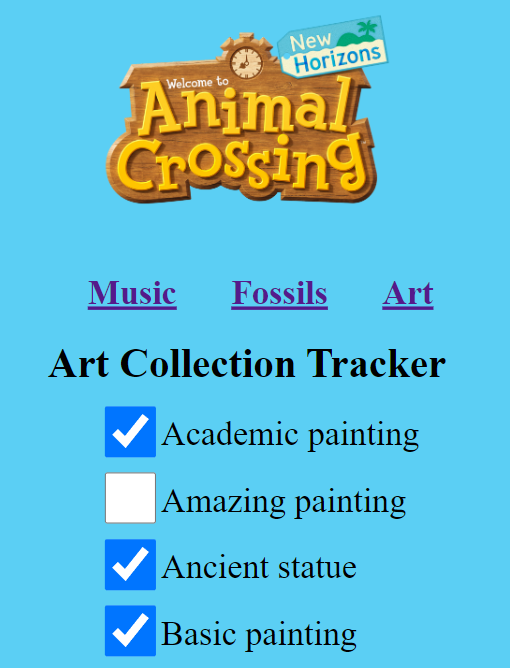 New
Horizons
Welcome to
Animal
Crossing
Music Fossils Art
Art Collection Tracker
Academic painting
Amazing painting
Ancient statue
Basic painting